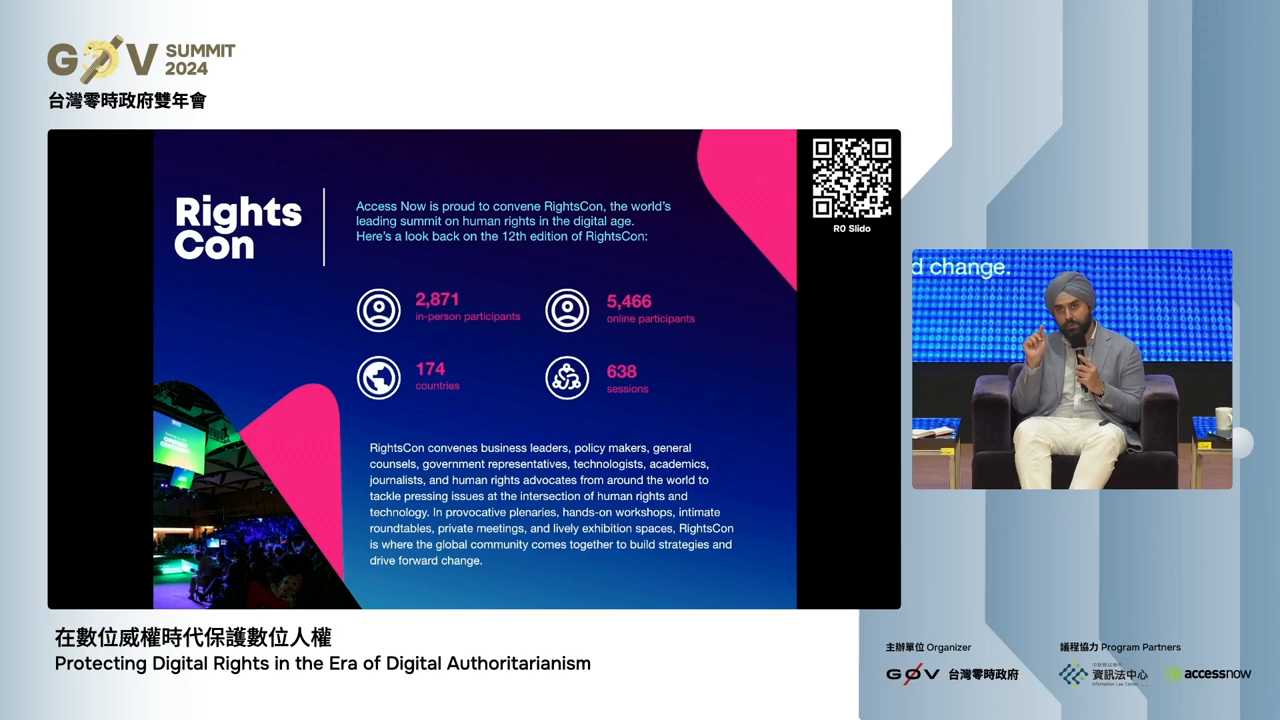 G0V SUMMIT 2024
台灣零時政府雙年會
Rights
Con
Access Now is proud to convene RightsCon, the world's
leading summit on human rights in the digital age.
Here's a look back on the 12th edition of RightsCon:
2,871
in-person participants
5,466
online participants
174
countries
638
sessions
RightsCon convenes business leaders, policy makers, general
counsels, government representatives, technologists, academics,
journalists, and human rights advocates from around the world to
tackle pressing issues at the intersection of human rights and
technology. In provocative plenaries, hands-on workshops, intimate
roundtables, private meetings, and lively exhibition spaces, RightsCon
is where the global community comes together to build strategies and
drive forward change.
R0 Slido
d change.
在數位威權時代保護數位人權
Protecting Digital Rights in the Era of Digital Authoritarianism
主辦單位 Organizer
G0V 台灣零時政府
議程協力 Program Partners
資訊法中心
Information Law Center
accessnow